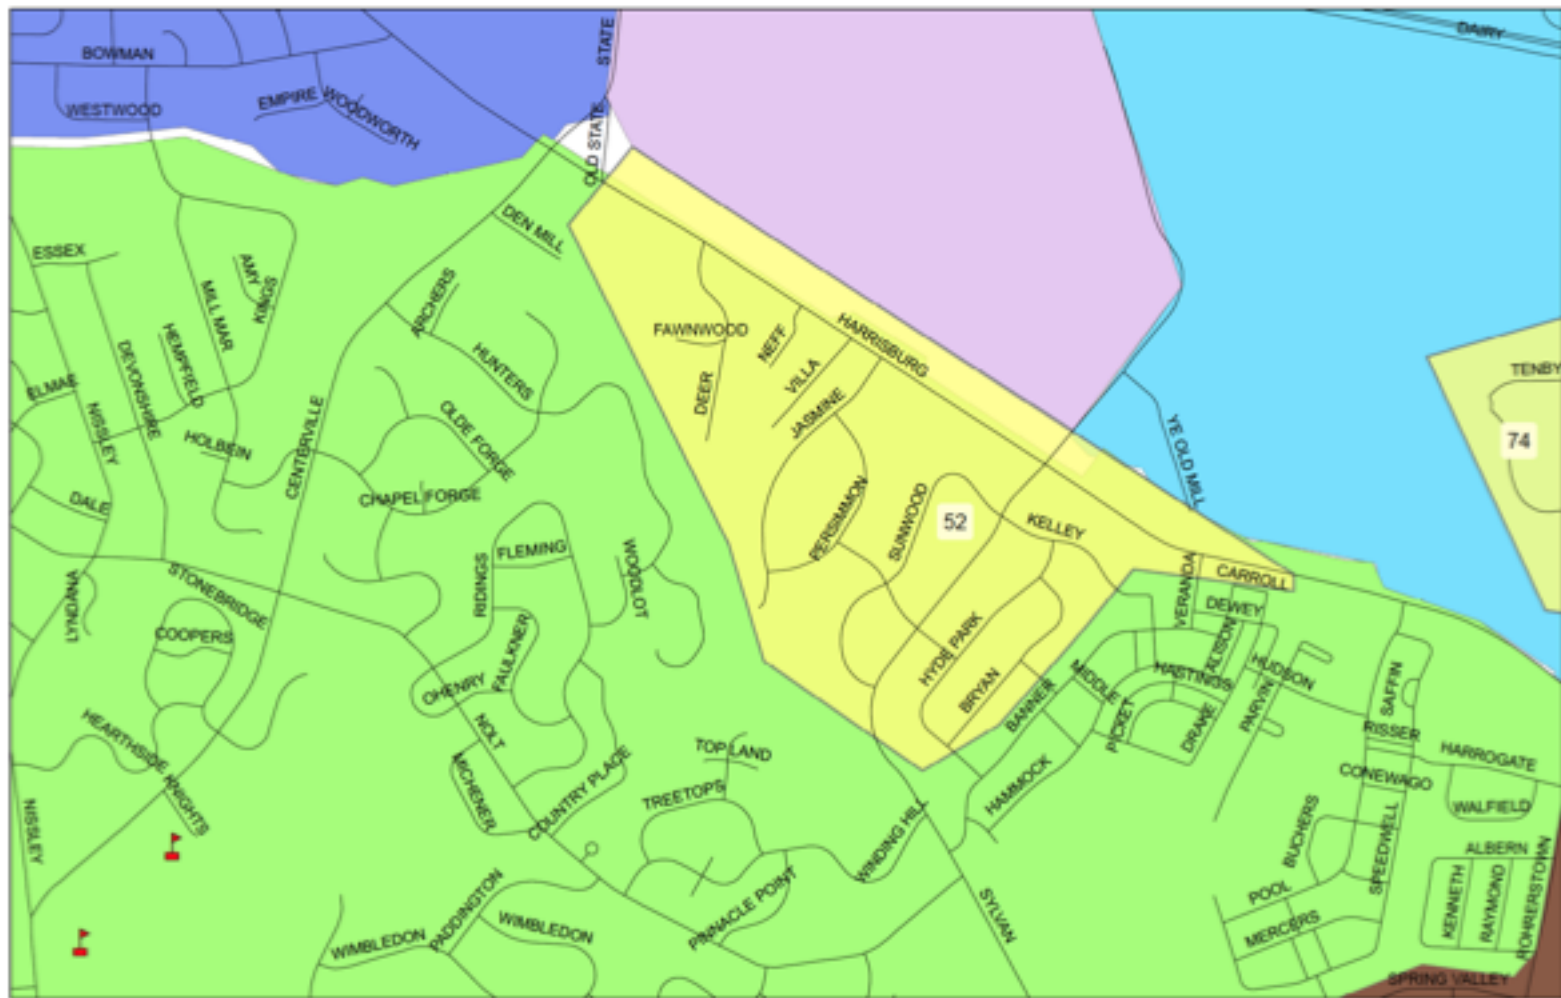 STATE
DAIRY
BOWMAN
EMPIRE
WOODWORTH
WESTWOOD
OLD STATE
DEN MILL
ESSEX
AMY
KINGS
MILL MAR
ARCHERS
HARRISBURG
FAWNWOOD
NEFF
HEMPFIELD
DEVONSHIRE
HUNTERS
VILLA
DEER
JASMINE
TENBY
ELMAE
NISSLEY
HOLBEIN
CENTERVILLE
OLDE FORGE
YE OLD MILL
74
CHAPEL FORGE
DALE
PERSIMMON
SUNWOOD
52
KELLEY
FLEMING
RIDINGS
WOODLOT
STONEBRIDGE
LYNDANA
COOPERS
VERANDA
CARROLL
DEWEY
ALISON
FAULKNER
HYDE PARK
BRYAN
BANNER
MIDDLE
HASTINGS
HUDSON
SAFFIN
OHENRY
NOLT
PICKET
DRAKE
PARVIN
RISSER
HARROGATE
HEARTHSIDE
KNIGHTS
MICHENER
COUNTRY PLACE
TOP LAND
TREETOPS
HAMMOCK
CONEWAGO
WALFIELD
NISSLEY
WINDING HILL
BUCHERS
SPEEDWELL
ALBERN
ROHRERSTOWN
KENNETH
RAYMOND
POOL
MERCERS
PADDINGTON
WIMBLEDON
WIMBLEDON
PINNACLE POINT
SYLVAN
SPRING VALLEY